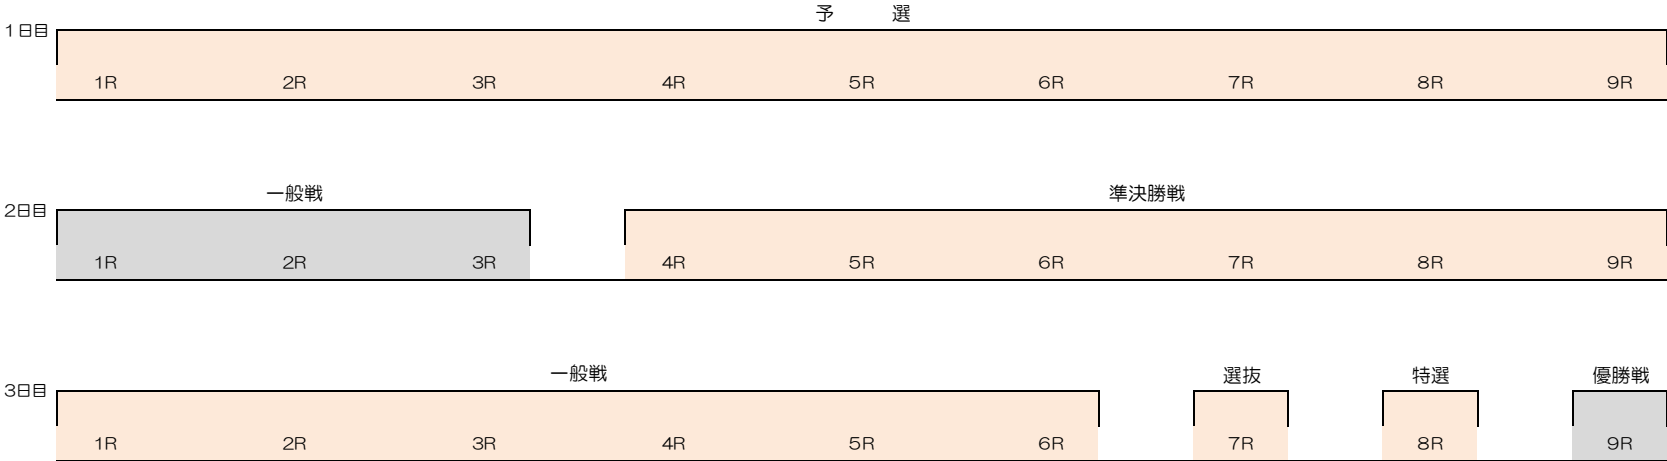 予 選
1日目
1R 2R 3R 4R 5R 6R 7R 8R 9R
一般戦 準決勝戦
2日目
1R 2R 3R 4R 5R 6R 7R 8R 9R
一般戦 選抜 特選 優勝戦
3日目
1R 2R 3R 4R 5R 6R 7R 8R 9R